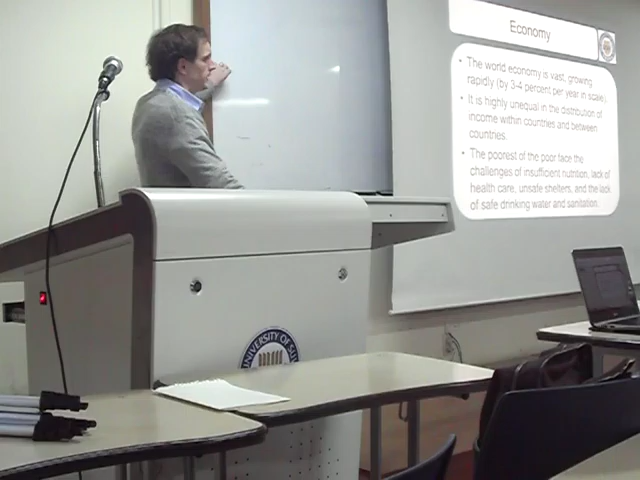 Economy
• The world economy is vast, growing
rapidly (by 3-4 percent per year in scale).
• It is highly unequal in the distribution of
income within countries and between
countries.
• The poorest of the poor face the
challenges of insufficient nutrition, lack of
health care, unsafe shelters, and the lack
of safe drinking water and sanitation.
UNIVERSITY OF